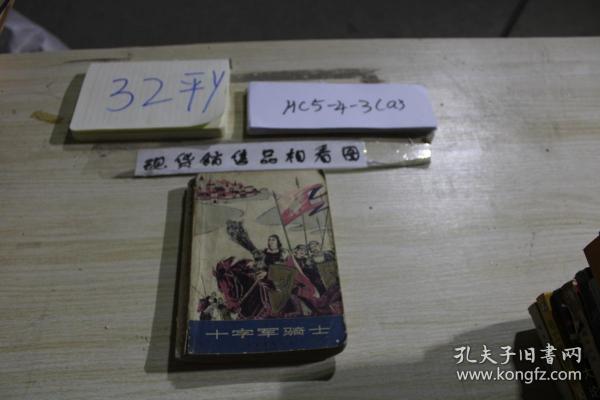 32平y
HC5-4-3(a)
现货销售品相看图
十字军骑士
孔夫子旧书网
www.kongfz.com